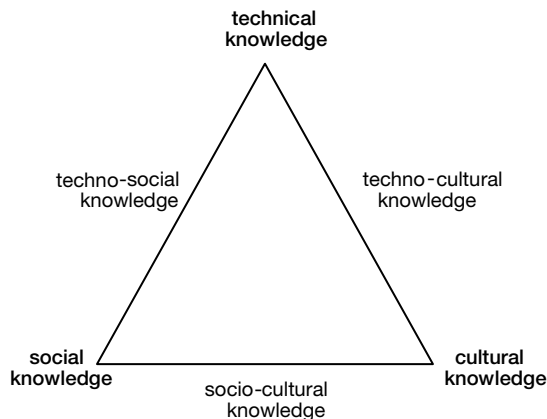 technical
knowledge
techno-social
knowledge
techno-cultural
knowledge
social
knowledge
cultural
knowledge
socio-cultural
knowledge